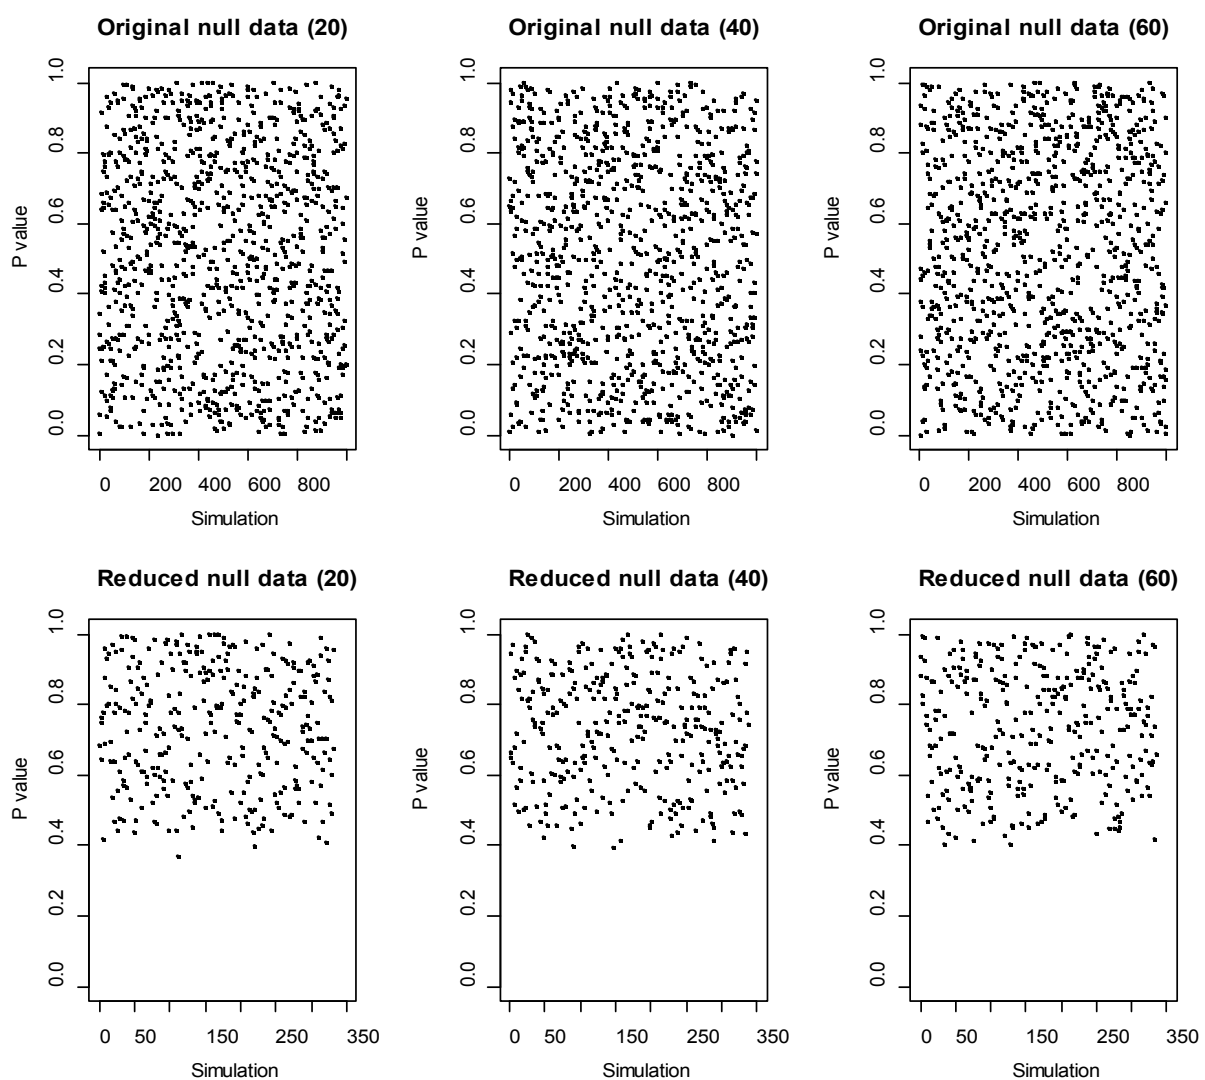 Original null data (20)
Original null data (40)
Original null data (60)
P value
0.0 0.2 0.4 0.6 0.8 1.0
0 200 400 600 800
Simulation
P value
0.0 0.2 0.4 0.6 0.8 1.0
0 200 400 600 800
Simulation
P value
0.0 0.2 0.4 0.6 0.8 1.0
0 200 400 600 800
Simulation
Reduced null data (20)
Reduced null data (40)
Reduced null data (60)
P value
0.0 0.2 0.4 0.6 0.8 1.0
0 50 150 250 350
Simulation
P value
0.0 0.2 0.4 0.6 0.8 1.0
0 50 150 250 350
Simulation
P value
0.0 0.2 0.4 0.6 0.8 1.0
0 50 150 250 350
Simulation